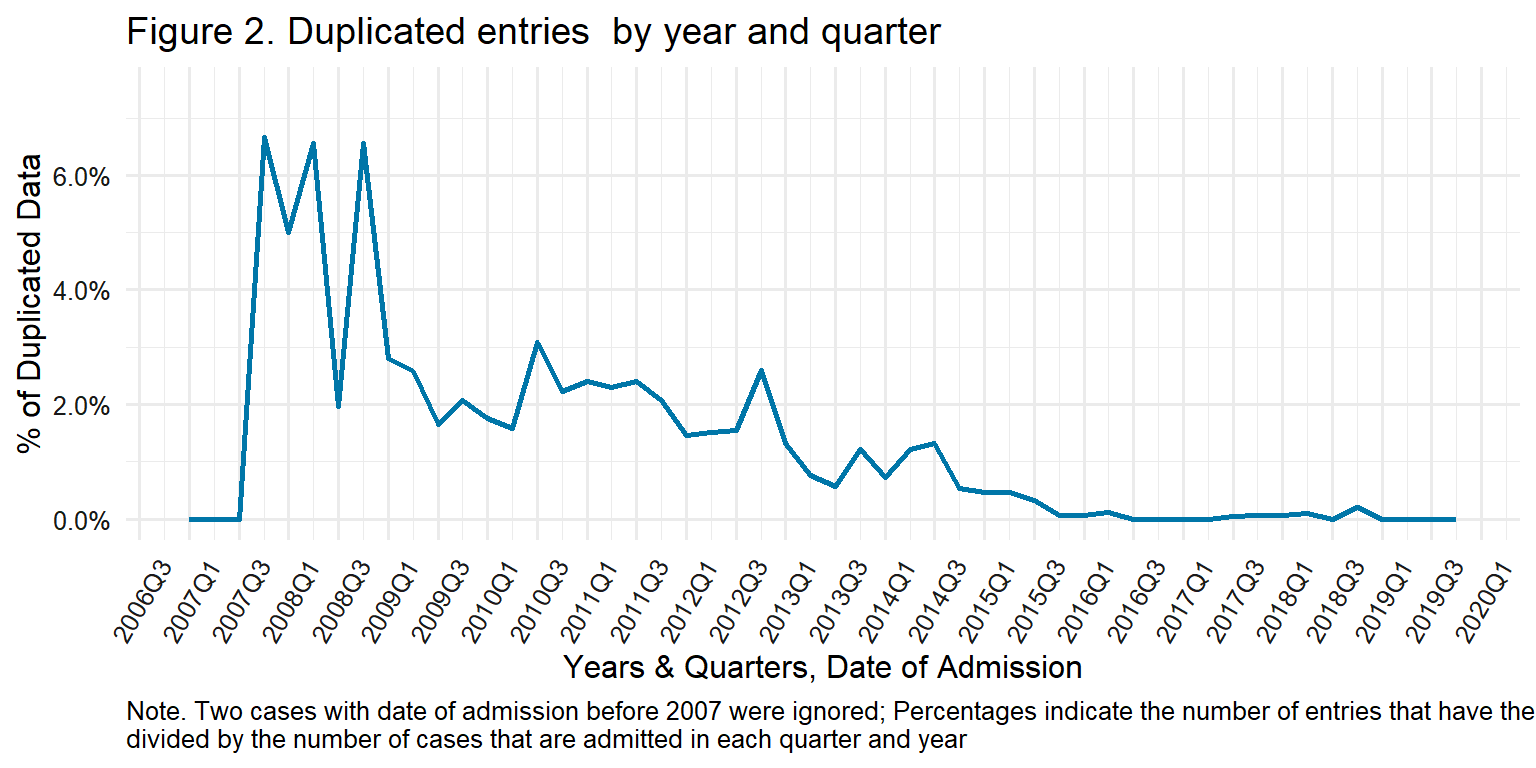 Figure 2. Duplicated entries  by year and quarter
% of Duplicated Data
6.0%
4.0%
2.0%
0.0%
2006Q3
2007Q1
2007Q3
2008Q1
2008Q3
2009Q1
2009Q3
2010Q1
2010Q3
2011Q1
2011Q3
2012Q1
2012Q3
2013Q1
2013Q3
2014Q1
2014Q3
2015Q1
2015Q3
2016Q1
2016Q3
2017Q1
2017Q3
2018Q1
2018Q3
2019Q1
2019Q3
2020Q1
Years & Quarters, Date of Admission
Note. Two cases with date of admission before 2007 were ignored; Percentages indicate the number of entries that have the
divided by the number of cases that are admitted in each quarter and year